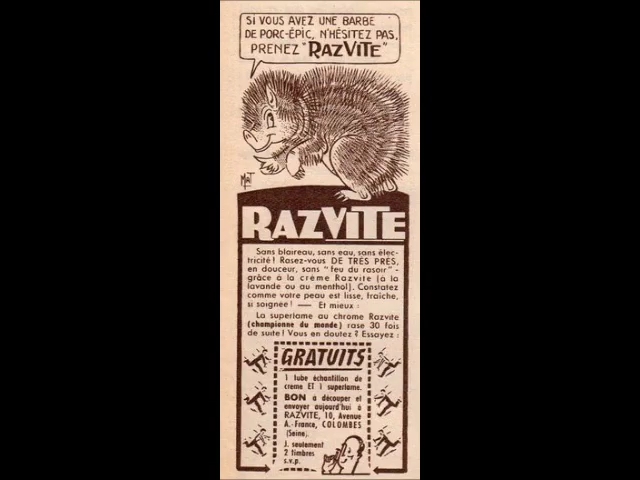 SI VOUS AVEZ UNE BARBE
DE PORC-ÉPIC, N'HÉSITEZ PAS,
PRENEZ "RAZVITE"
MAT
RAZVITE
Sans blaireau, sans eau, sans élec-
tricité! Rasez-vous DE TRÈS PRÈS,
en douceur, sans "feu du rasoir" -
grâce à la crème Razvite (à la
lavande ou au menthol). Constatez
comme votre peau est lisse, fraîche,
si soignée! — Et mieux :
La superlame au chrome Razvite
(championne du monde) rase 30 fois
de suite! Vous en doutez? Essayez :
GRATUITS
1 tube échantillon de
crème ET 1 superlame.
BON à découper et
envoyer aujourd'hui à
RAZVITE, 10, Avenue
A.-France, COLOMBES
(Seine).
J. seulement
2 timbres
s.v.p.